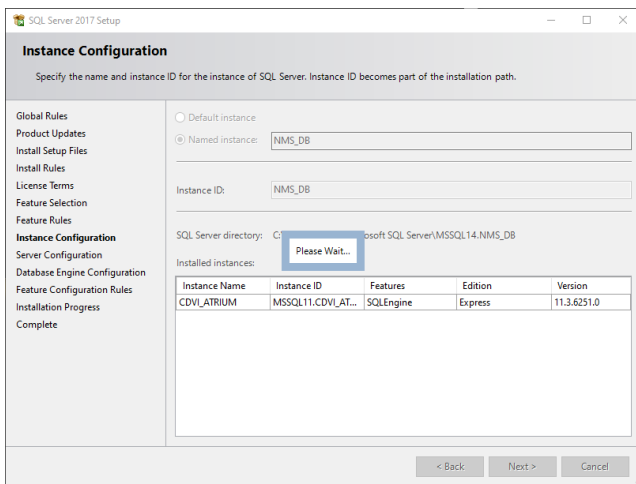 SQL Server 2017 Setup
Instance Configuration
Specify the name and instance ID for the instance of SQL Server. Instance ID becomes part of the installation path.
Global Rules
Product Updates
Install Setup Files
Install Rules
License Terms
Feature Selection
Feature Rules
Instance Configuration
Server Configuration
Database Engine Configuration
Feature Configuration Rules
Installation Progress
Complete
Default instance
Named instance: NMS_DB
Instance ID: NMS_DB
SQL Server directory: C:\ osoft SQL Server\MSSQL14.NMS_DB
Please Wait...
Installed instances:
Instance Name Instance ID Features Edition Version
CDVI_ATRIUM MSSQL11.CDVI_AT... SQLEngine Express 11.3.6251.0
< Back Next > Cancel